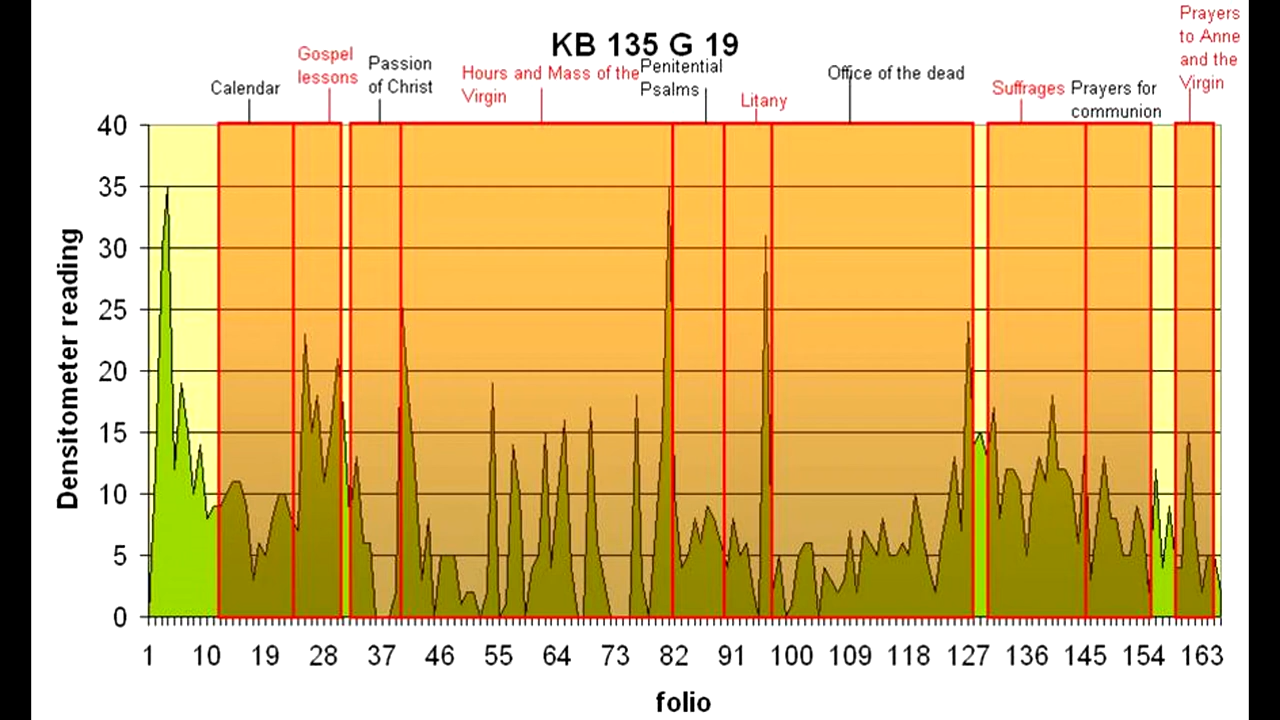 KB 135 G 19
Calendar
Gospel
lessons
Passion
of Christ
Hours and Mass of the
Virgin
Penitential
Psalms
Litany
Office of the dead
Suffrages
Prayers for
communion
Prayers
to Anne
and the
Virgin
Densitometer reading
40
35
30
25
20
15
10
5
0
1 10 19 28 37 46 55 64 73 82 91 100 109 118 127 136 145 154 163
folio